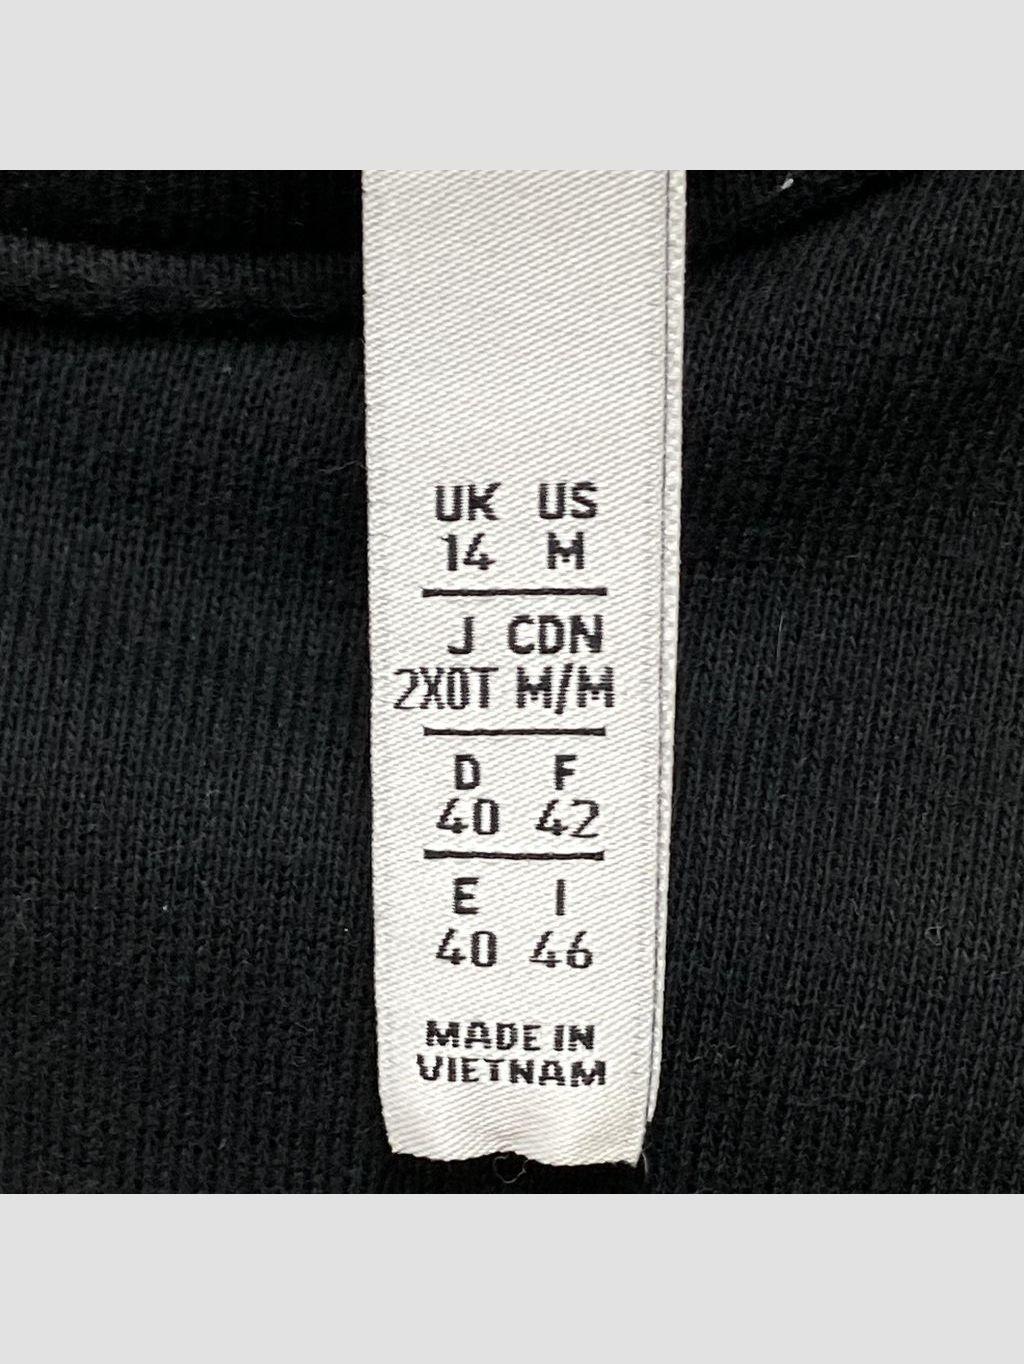 UK US
14 M
J CDN
2XOT M/M
D F
40 42
E I
40 46
MADE IN
VIETNAM